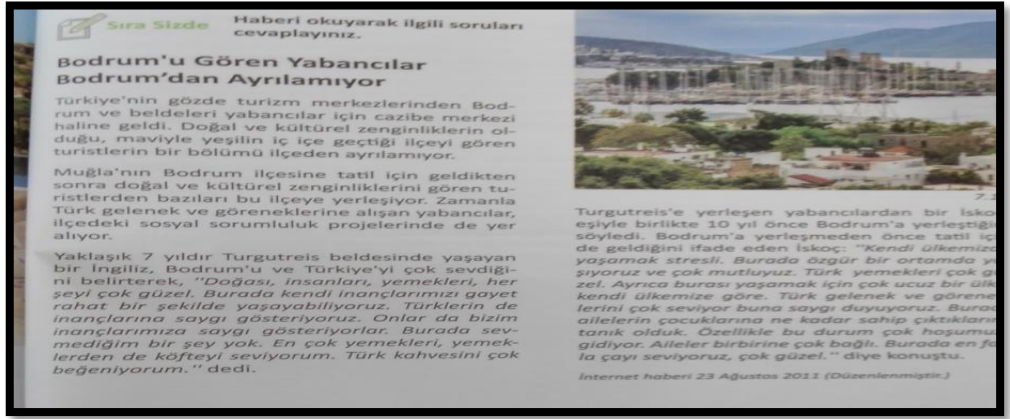 Sıra Sizde
Haberi okuyarak ilgili soruları
cevaplayınız.
Bodrum'u Gören Yabancılar
Bodrum'dan Ayrılamıyor
Türkiye'nin gözde turizm merkezlerinden Bod-
rum ve beldeleri yabancılar için cazibe merkezi
haline geldi. Doğal ve kültürel zenginliklerin ol-
duğu, maviyle yeşilin iç içe geçtiği ilçeyi gören
turistlerin bir bölümü ilçeden ayrılamıyor.
Muğla'nın Bodrum ilçesine tatil için geldikten
sonra doğal ve kültürel zenginliklerini gören tu-
ristlerden bazıları bu ilçeye yerleşiyor. Zamanla
Türk gelenek ve göreneklerine alışan yabancılar,
ilçedeki sosyal sorumluluk projelerinde de yer
alıyor.
Yaklaşık 7 yıldır Turgutreis beldesinde yaşayan
bir İngiliz, Bodrum'u ve Türkiye'yi çok sevdiği-
ni belirterek, "Doğası, insanları, yemekleri, her
şeyi çok güzel. Burada kendi inançlarımızı gayet
rahat bir şekilde yaşayabiliyoruz. Türklerin de
inançlarına saygı gösteriyoruz. Onlar da bizim
inançlarımıza saygı gösteriyorlar. Burada sev-
mediğim bir şey yok. En çok yemekleri, yemek-
lerden de köfteyi seviyorum. Türk kahvesini çok
beğeniyorum." dedi.
7.1
Turgutreis'e yerleşen yabancılardan bir İsko
eşiyle birlikte 10 yıl önce Bodrum'a yerleştiği
söyledi. Bodrum'a yerleşmeden önce tatil iç
de geldiğini ifade eden İskoç: "Kendi ülkemizd
yaşamak stresli. Burada özgür bir ortamda y
şıyoruz ve çok mutluyuz. Türk yemekleri çok g
zel. Ayrıca burası yaşamak için çok ucuz bir ülk
kendi ülkemize göre. Türk gelenek ve görene
lerini çok seviyor buna saygı duyuyoruz. Burad
ailelerin çocuklarına ne kadar sahip çıktıkların
tanık olduk. Özellikle bu durum çok hoşumu
gidiyor. Aileler birbirine çok bağlı. Burada en fa
la çayı seviyoruz, çok güzel." diye konuştu.
İnternet haberi 23 Ağustos 2011 (Düzenlenmiştir.)